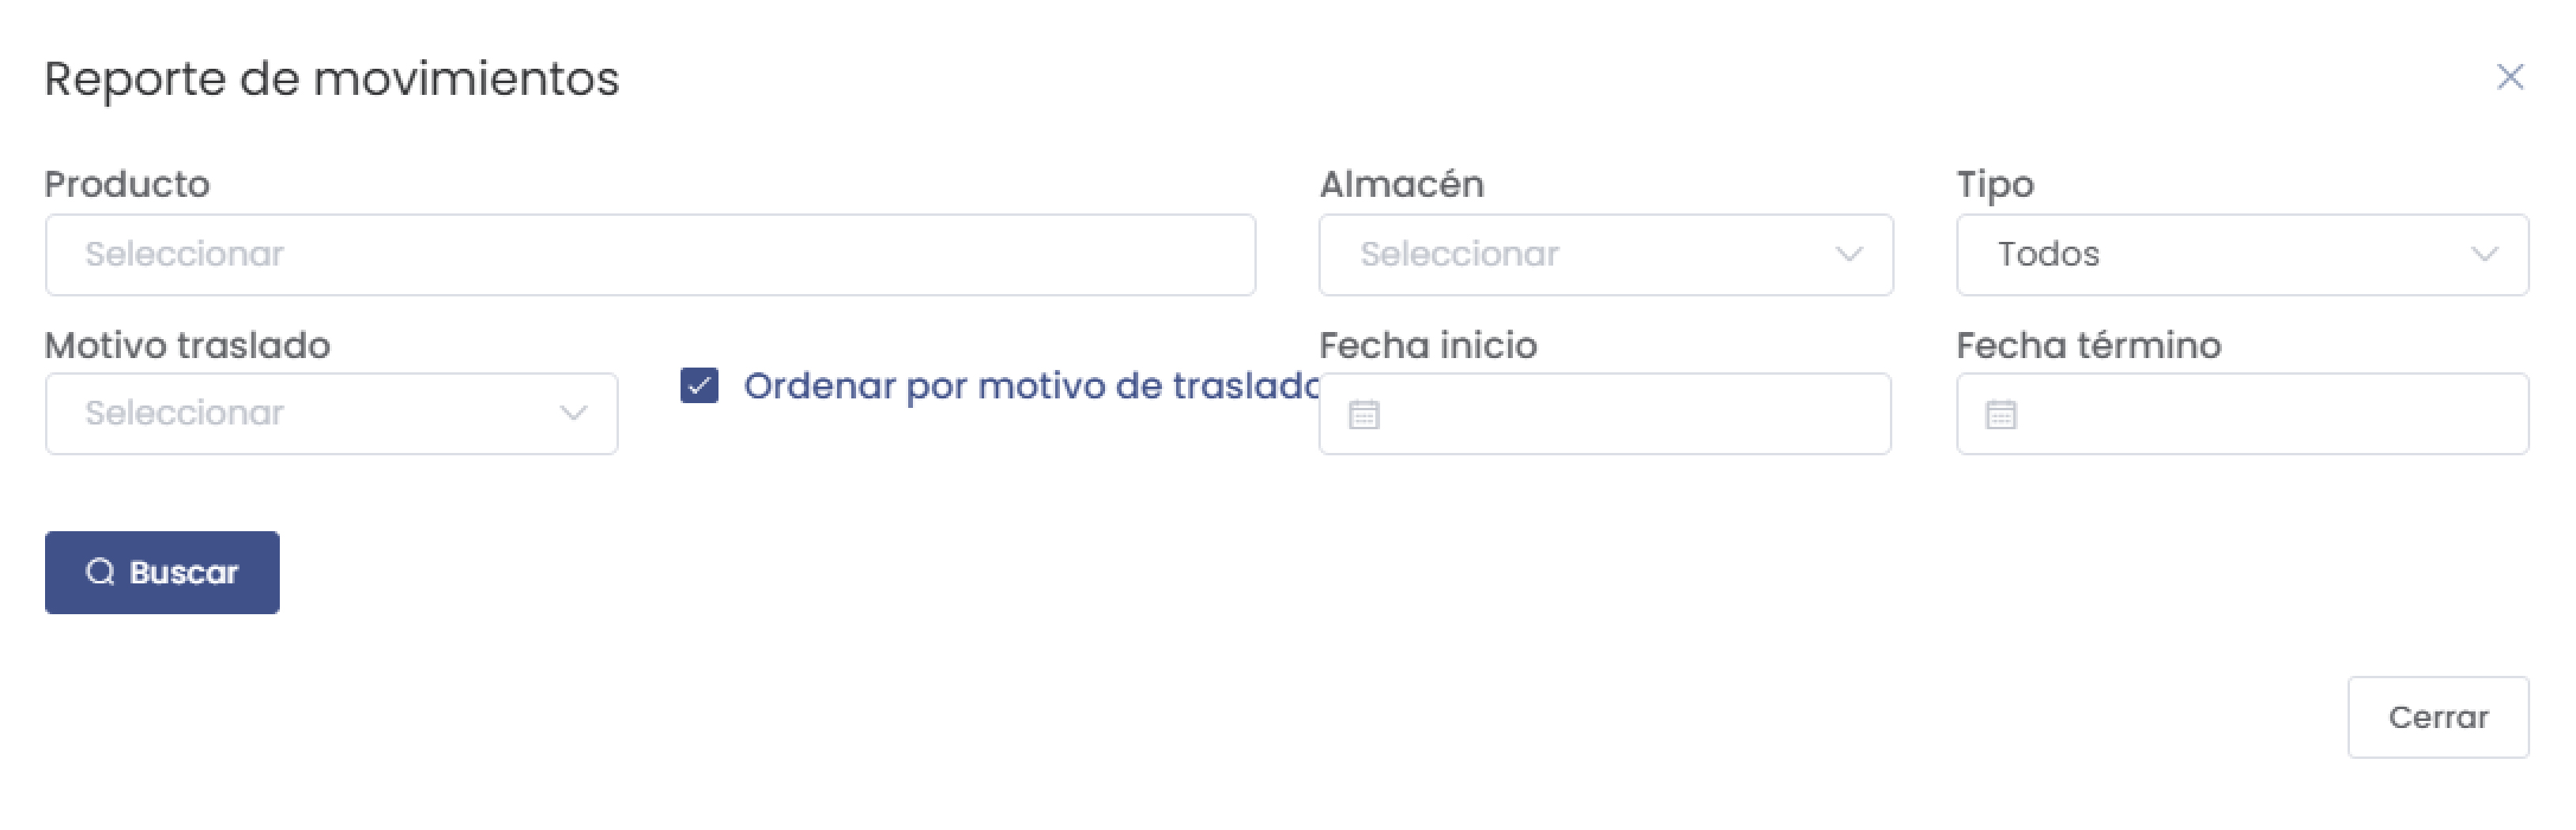 Reporte de movimientos
Producto
Almacén
Tipo
Seleccionar
Seleccionar
Todos
Motivo traslado
Ordenar por motivo de traslado
Fecha inicio
Fecha término
Seleccionar
Buscar
Cerrar